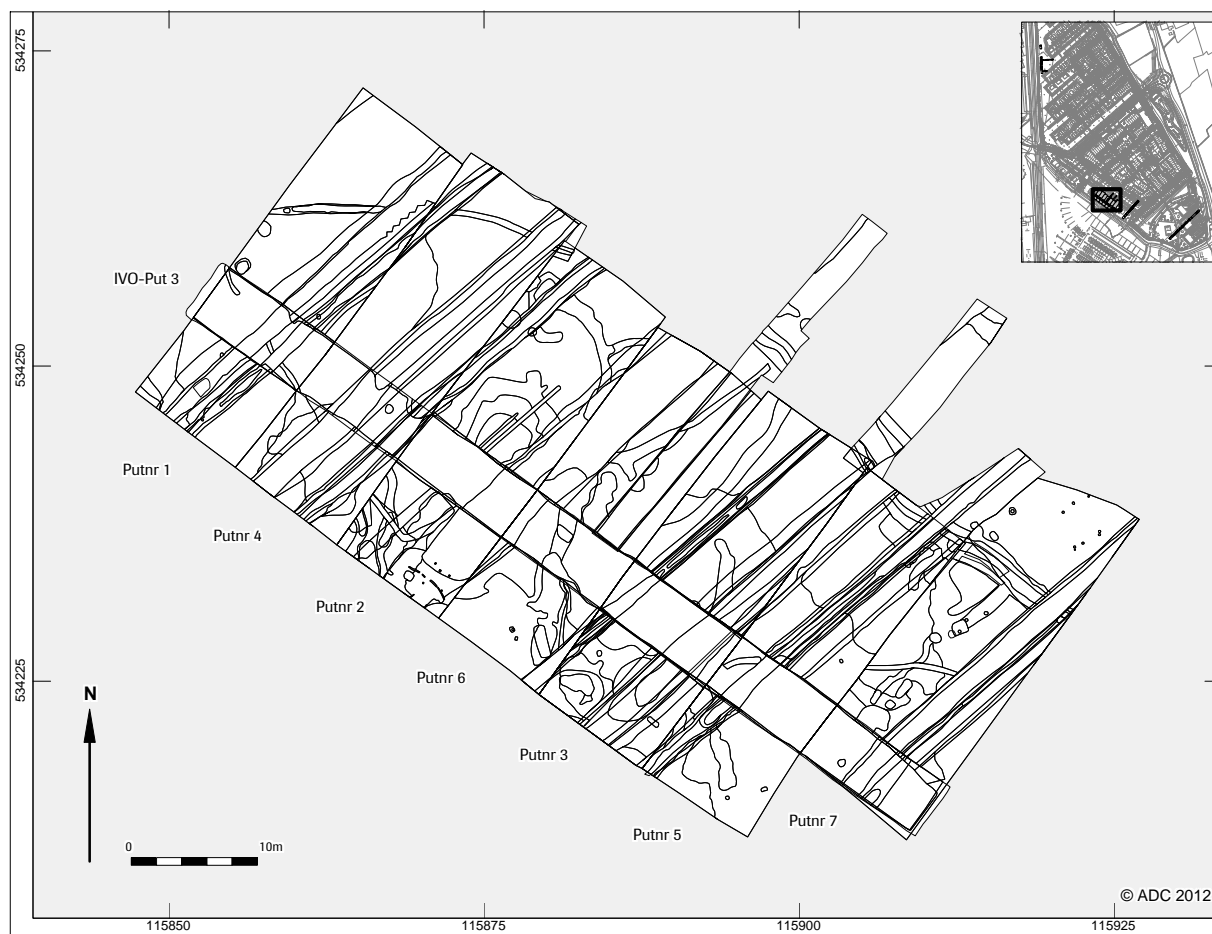 534275
534250
534225
IVO-Put 3
Putnr 1
Putnr 4
Putnr 2
Putnr 6
Putnr 3
Putnr 5
Putnr 7
N
0 10m
© ADC 2012
115850 115875 115900 115925